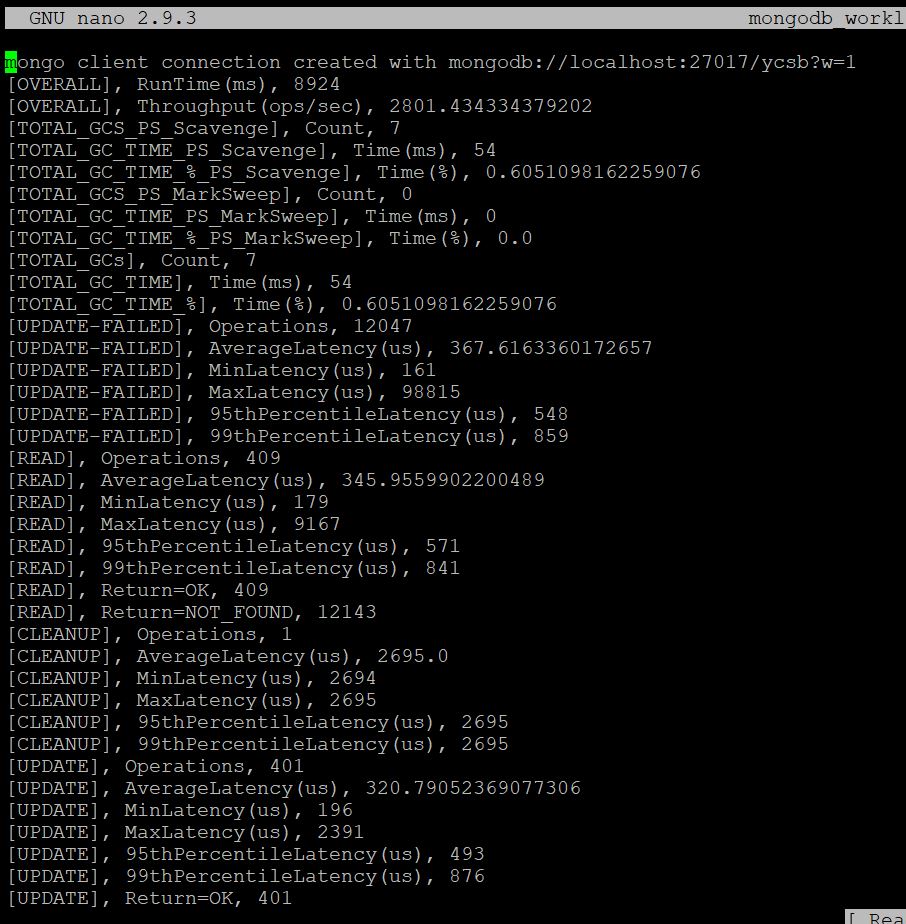 GNU nano 2.9.3 mongodb_workl
mongo client connection created with mongodb://localhost:27017/ycsb?w=1
[OVERALL], RunTime(ms), 8924
[OVERALL], Throughput(ops/sec), 2801.434334379202
[TOTAL_GCS_PS_Scavenge], Count, 7
[TOTAL_GC_TIME_PS_Scavenge], Time(ms), 54
[TOTAL_GC_TIME_%_PS_Scavenge], Time(%), 0.6051098162259076
[TOTAL_GCS_PS_MarkSweep], Count, 0
[TOTAL_GC_TIME_PS_MarkSweep], Time(ms), 0
[TOTAL_GC_TIME_%_PS_MarkSweep], Time(%), 0.0
[TOTAL_GCs], Count, 7
[TOTAL_GC_TIME], Time(ms), 54
[TOTAL_GC_TIME_%], Time(%), 0.6051098162259076
[UPDATE-FAILED], Operations, 12047
[UPDATE-FAILED], AverageLatency(us), 367.6163360172657
[UPDATE-FAILED], MinLatency(us), 161
[UPDATE-FAILED], MaxLatency(us), 98815
[UPDATE-FAILED], 95thPercentileLatency(us), 548
[UPDATE-FAILED], 99thPercentileLatency(us), 859
[READ], Operations, 409
[READ], AverageLatency(us), 345.9559902200489
[READ], MinLatency(us), 179
[READ], MaxLatency(us), 9167
[READ], 95thPercentileLatency(us), 571
[READ], 99thPercentileLatency(us), 841
[READ], Return=OK, 409
[READ], Return=NOT_FOUND, 12143
[CLEANUP], Operations, 1
[CLEANUP], AverageLatency(us), 2695.0
[CLEANUP], MinLatency(us), 2694
[CLEANUP], MaxLatency(us), 2695
[CLEANUP], 95thPercentileLatency(us), 2695
[CLEANUP], 99thPercentileLatency(us), 2695
[UPDATE], Operations, 401
[UPDATE], AverageLatency(us), 320.79052369077306
[UPDATE], MinLatency(us), 196
[UPDATE], MaxLatency(us), 2391
[UPDATE], 95thPercentileLatency(us), 493
[UPDATE], 99thPercentileLatency(us), 876
[UPDATE], Return=OK, 401
[ Rea